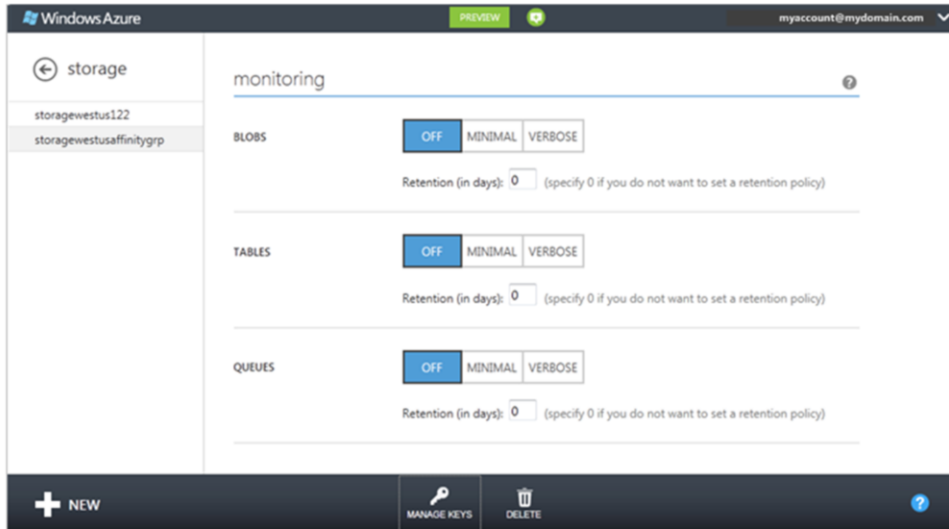 Windows Azure
PREVIEW
myaccount@mydomain.com
storage
storagewestus122
storagewestusaffinitygrp
monitoring
?
BLOBS
OFF MINIMAL VERBOSE
Retention (in days): 0 (specify 0 if you do not want to set a retention policy)
TABLES
OFF MINIMAL VERBOSE
Retention (in days): 0 (specify 0 if you do not want to set a retention policy)
QUEUES
OFF MINIMAL VERBOSE
Retention (in days): 0 (specify 0 if you do not want to set a retention policy)
NEW
MANAGE KEYS
DELETE
?